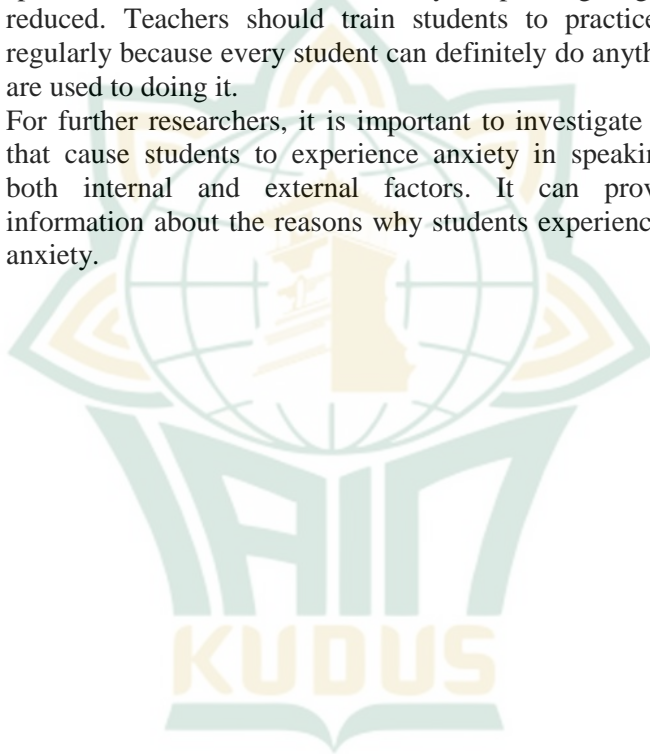 reduced. Teachers should train students to practice
regularly because every student can definitely do
are used to doing it.
For further researchers, it is important to investigate
that cause students to experience anxiety in
both internal and external factors. It can
information about the reasons why students
anxiety.
IAIN
KUDUS